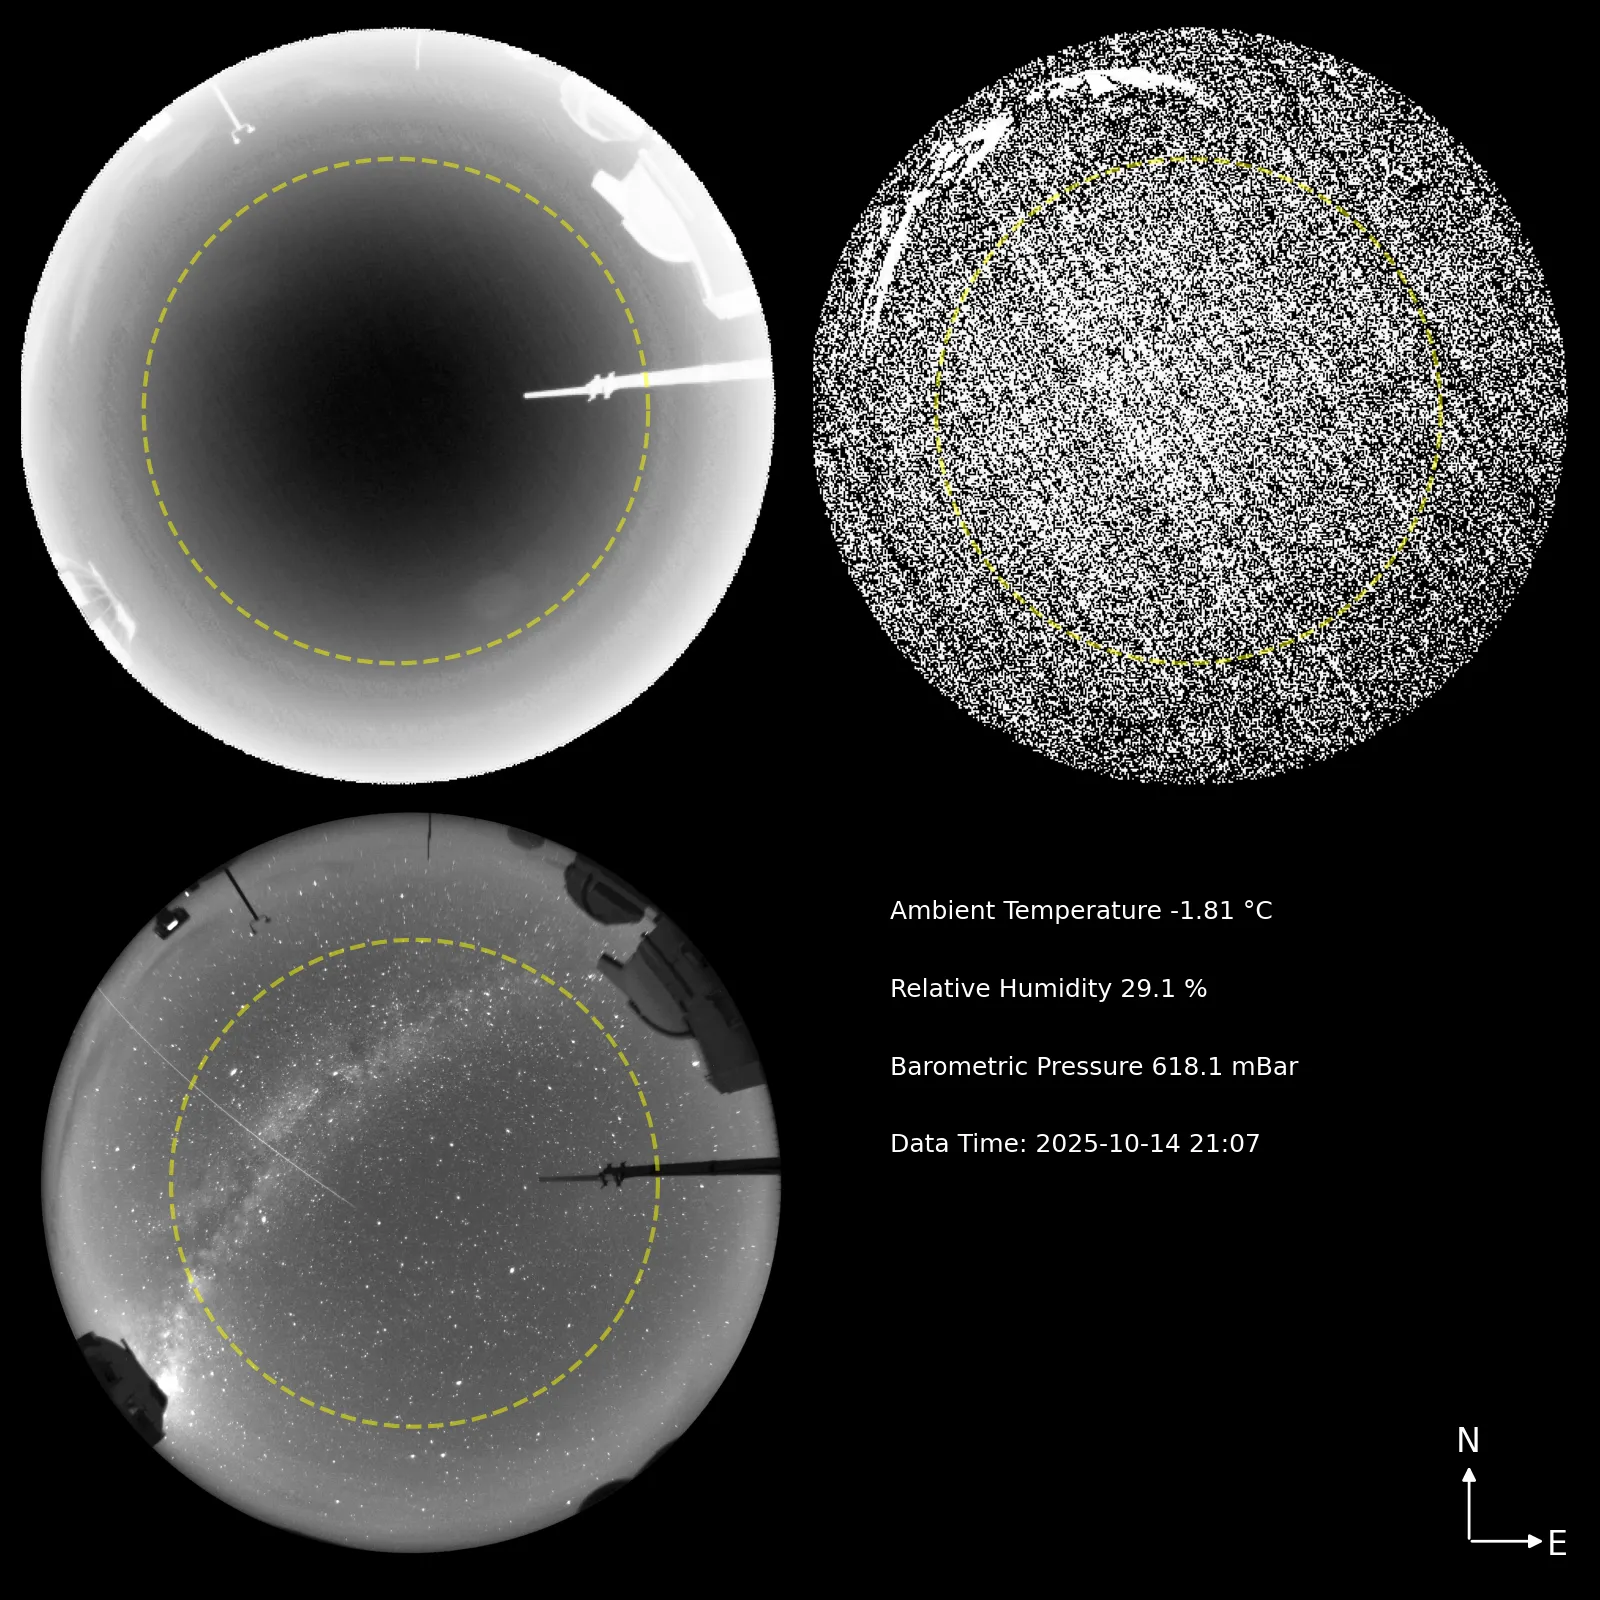 Ambient Temperature -1.81 °C
Relative Humidity 29.1 %
Barometric Pressure 618.1 mBar
Data Time: 2025-10-14 21:07
N
E